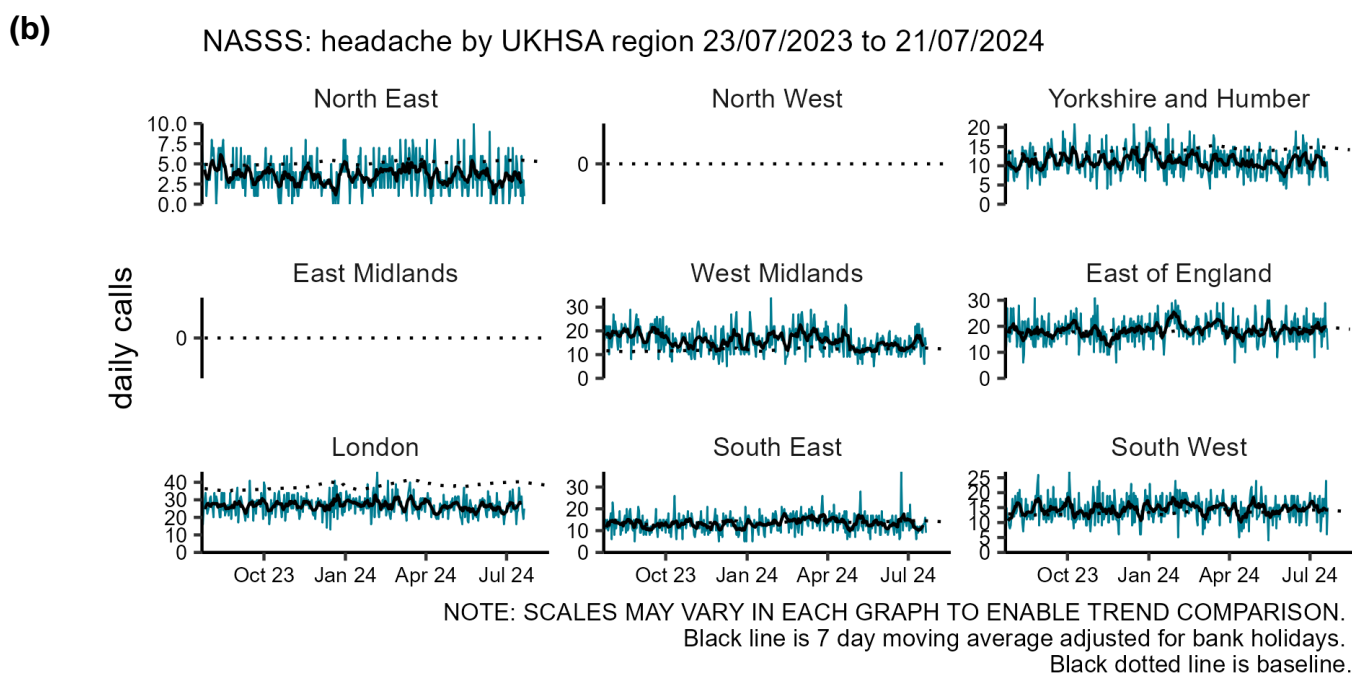 (b)
NASSS: headache by UKHSA region 23/07/2023 to 21/07/2024
North East
North West
Yorkshire and Humber
10.0
7.5
5.0
2.5
0.0
0
20
15
10
5
0
daily calls
East Midlands
West Midlands
East of England
0
30
20
10
0
30
20
10
0
London
South East
South West
40
30
20
10
0
30
20
10
0
25
20
15
10
5
0
Oct 23 Jan 24 Apr 24 Jul 24
Oct 23 Jan 24 Apr 24 Jul 24
Oct 23 Jan 24 Apr 24 Jul 24
NOTE: SCALES MAY VARY IN EACH GRAPH TO ENABLE TREND COMPARISON.
Black line is 7 day moving average adjusted for bank holidays.
Black dotted line is baseline.